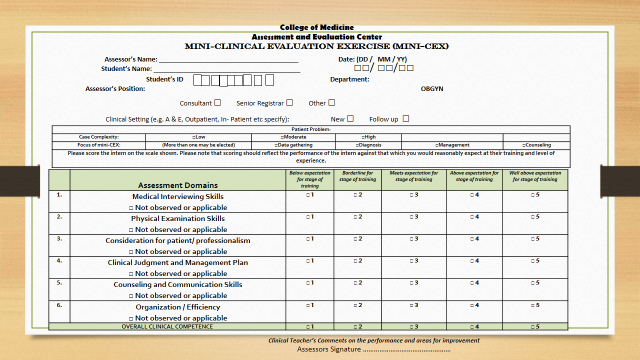 College of Medicine
Assessment and Evaluation Center
MINI-CLINICAL EVALUATION EXERCISE (MINI-CEX)
Assessor's Name: Date: (DD / MM / YY)
Student's Name: □□/ □□/□□
Student's ID Department:
Assessor's Position: OBGYN
Consultant □ Senior Registrar □ Other □
Clinical Setting (e.g. A & E, Outpatient, In- Patient etc specify): New □ Follow up □
Patient Problem:
Case Complexity: □Low □Moderate □High
Focus of mini-CEX: (More than one may be elected) □Data gathering □Diagnosis □Management □Counseling
Please score the intern on the scale shown. Please note that scoring should reflect the performance of the intern against that which you would reasonably expect at their training and level of
experience.
Assessment Domains Below expectation for stage of training Borderline for stage of training Meets expectation for stage of training Above expectation for stage of training Well above expectation for stage of training
1. Medical Interviewing Skills □ 1 □ 2 □ 3 □ 4 □ 5
□ Not observed or applicable
2. Physical Examination Skills □ 1 □ 2 □ 3 □ 4 □ 5
□ Not observed or applicable
3. Consideration for patient/ professionalism □ 1 □ 2 □ 3 □ 4 □ 5
□ Not observed or applicable
4. Clinical Judgment and Management Plan □ 1 □ 2 □ 3 □ 4 □ 5
□ Not observed or applicable
5. Counseling and Communication Skills □ 1 □ 2 □ 3 □ 4 □ 5
□ Not observed or applicable
6. Organization / Efficiency □ 1 □ 2 □ 3 □ 4 □ 5
□ Not observed or applicable
OVERALL CLINICAL COMPETENCE □ 1 □ 2 □ 3 □ 4 □ 5
Clinical Teacher's Comments on the performance and areas for improvement
Assessors Signature ...............................................